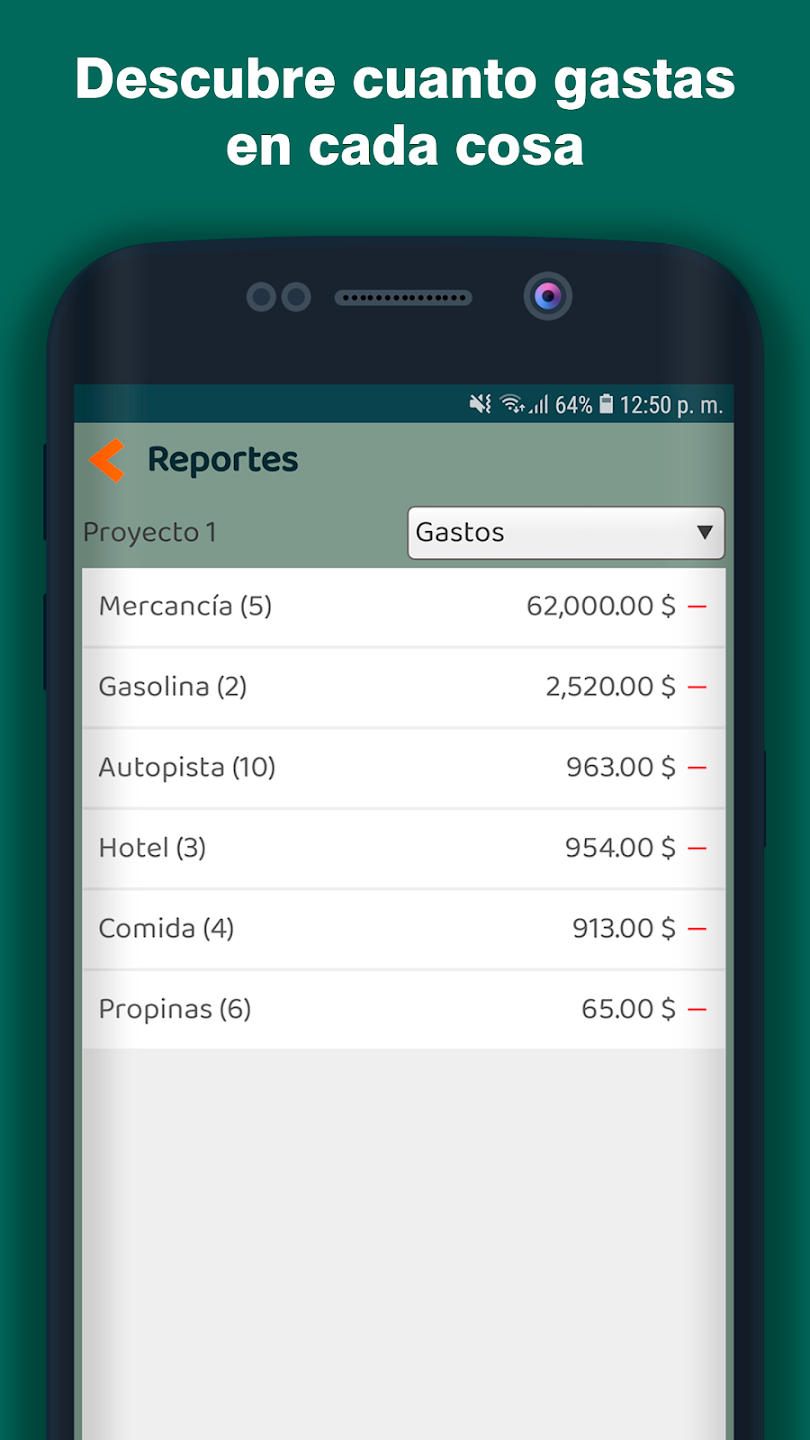 Descubre cuanto gastas
en cada cosa
64% 12:50 p. m.
Reportes
Proyecto 1 Gastos
Mercancía (5) 62,000.00 $ –
Gasolina (2) 2,520.00 $ –
Autopista (10) 963.00 $ –
Hotel (3) 954.00 $ –
Comida (4) 913.00 $ –
Propinas (6) 65.00 $ –